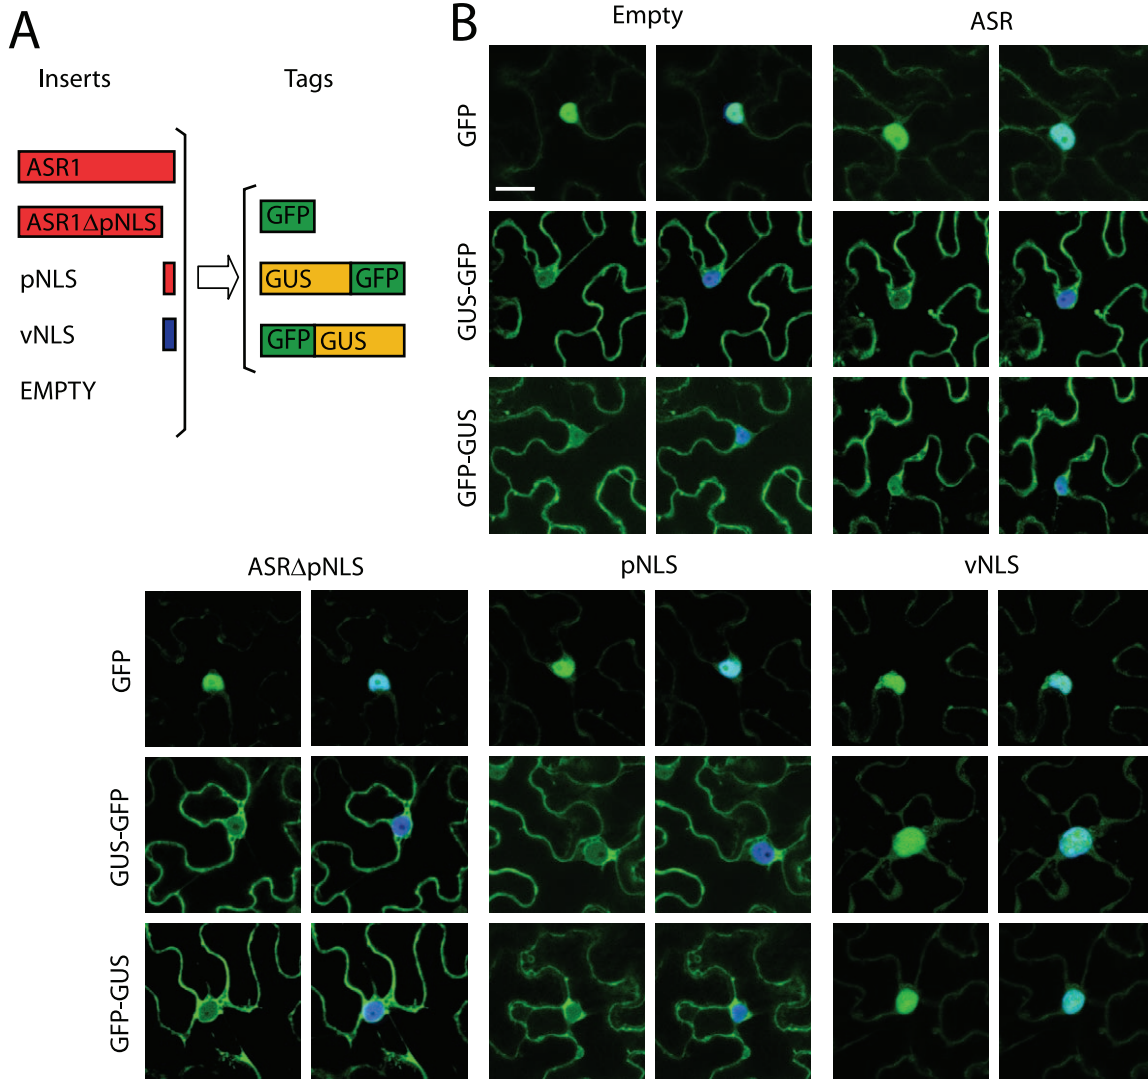 A
Inserts
Tags
ASR1
ASR1ΔpNLS
pNLS
vNLS
EMPTY
GFP
GUS GFP
GFP GUS
B
Empty
ASR
GFP
GUS-GFP
GFP-GUS
ASRΔpNLS
pNLS
vNLS
GFP
GUS-GFP
GFP-GUS